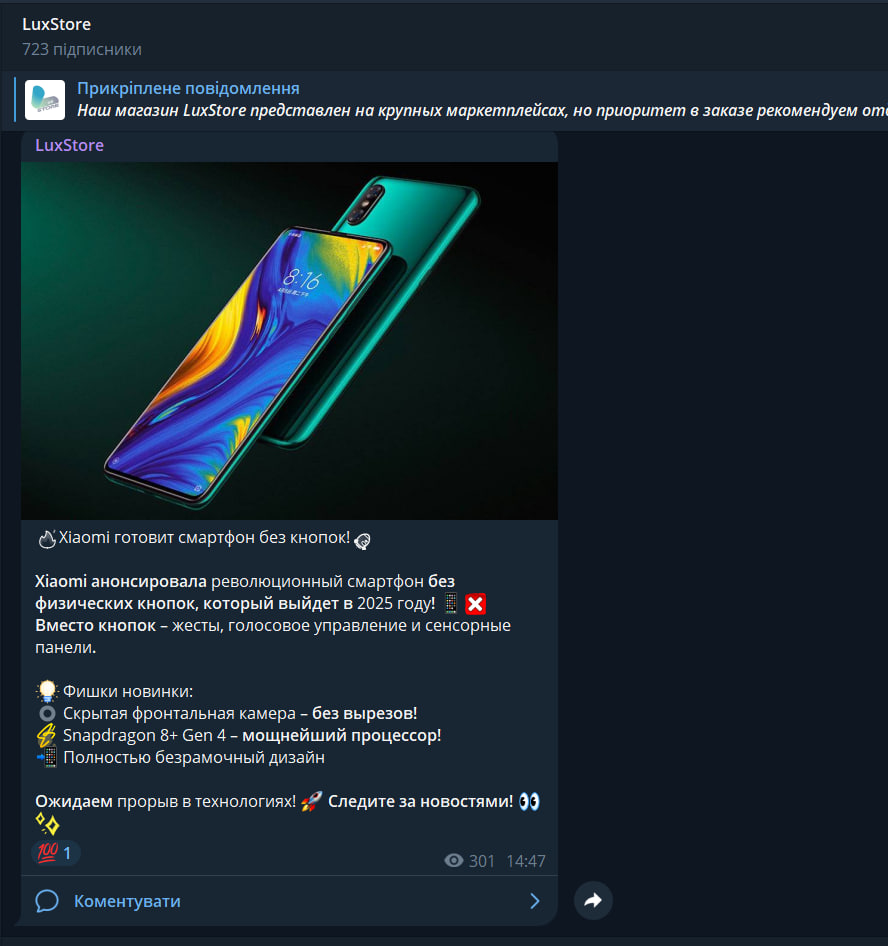 LuxStore
723 підписники
Прикріплене повідомлення
Наш магазин LuxStore представлен на крупных маркетплейсах, но приоритет в заказе рекомендуем
LuxStore
8:16
🔥Xiaomi готовит смартфон без кнопок!
Xiaomi анонсировала революционный смартфон без
физических кнопок, который выйдет в 2025 году! 📱 ❌
Вместо кнопок – жесты, голосовое управление и сенсорные
панели.
💡 Фишки новинки:
Скрытая фронтальная камера – без вырезов!
⚡ Snapdragon 8+ Gen 4 – мощнейший процессор!
📲 Полностью безрамочный дизайн
Ожидаем прорыв в технологиях! 🚀 Следите за новостями! 👀
✨
💯 1
301 14:47
Коментувати